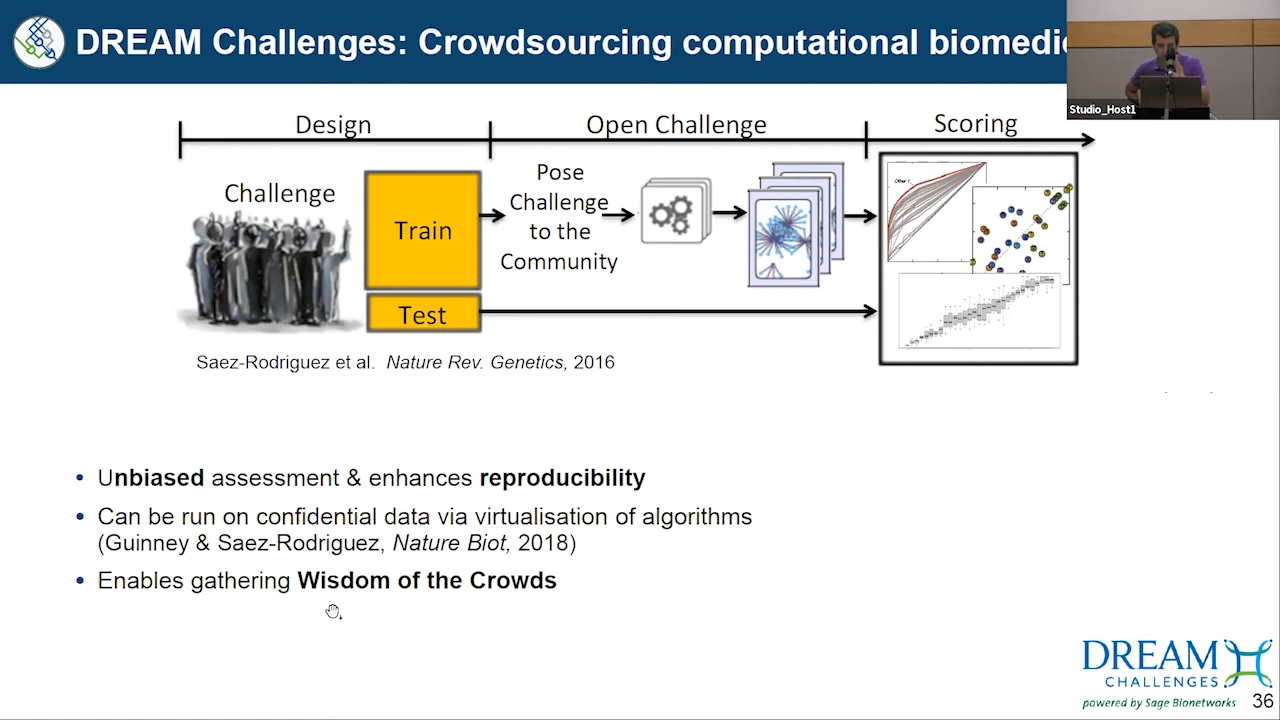 DREAM Challenges: Crowdsourcing computational biomedic
Studio_Host1
Design
Open Challenge
Scoring
Challenge
Train
Test
Pose
Challenge
to the
Community
Saez-Rodriguez et al. Nature Rev. Genetics, 2016
• Unbiased assessment & enhances reproducibility
• Can be run on confidential data via virtualisation of algorithms
(Guinney & Saez-Rodriguez, Nature Biot, 2018)
• Enables gathering Wisdom of the Crowds
DREAM
CHALLENGES
powered by Sage Bionetworks
36